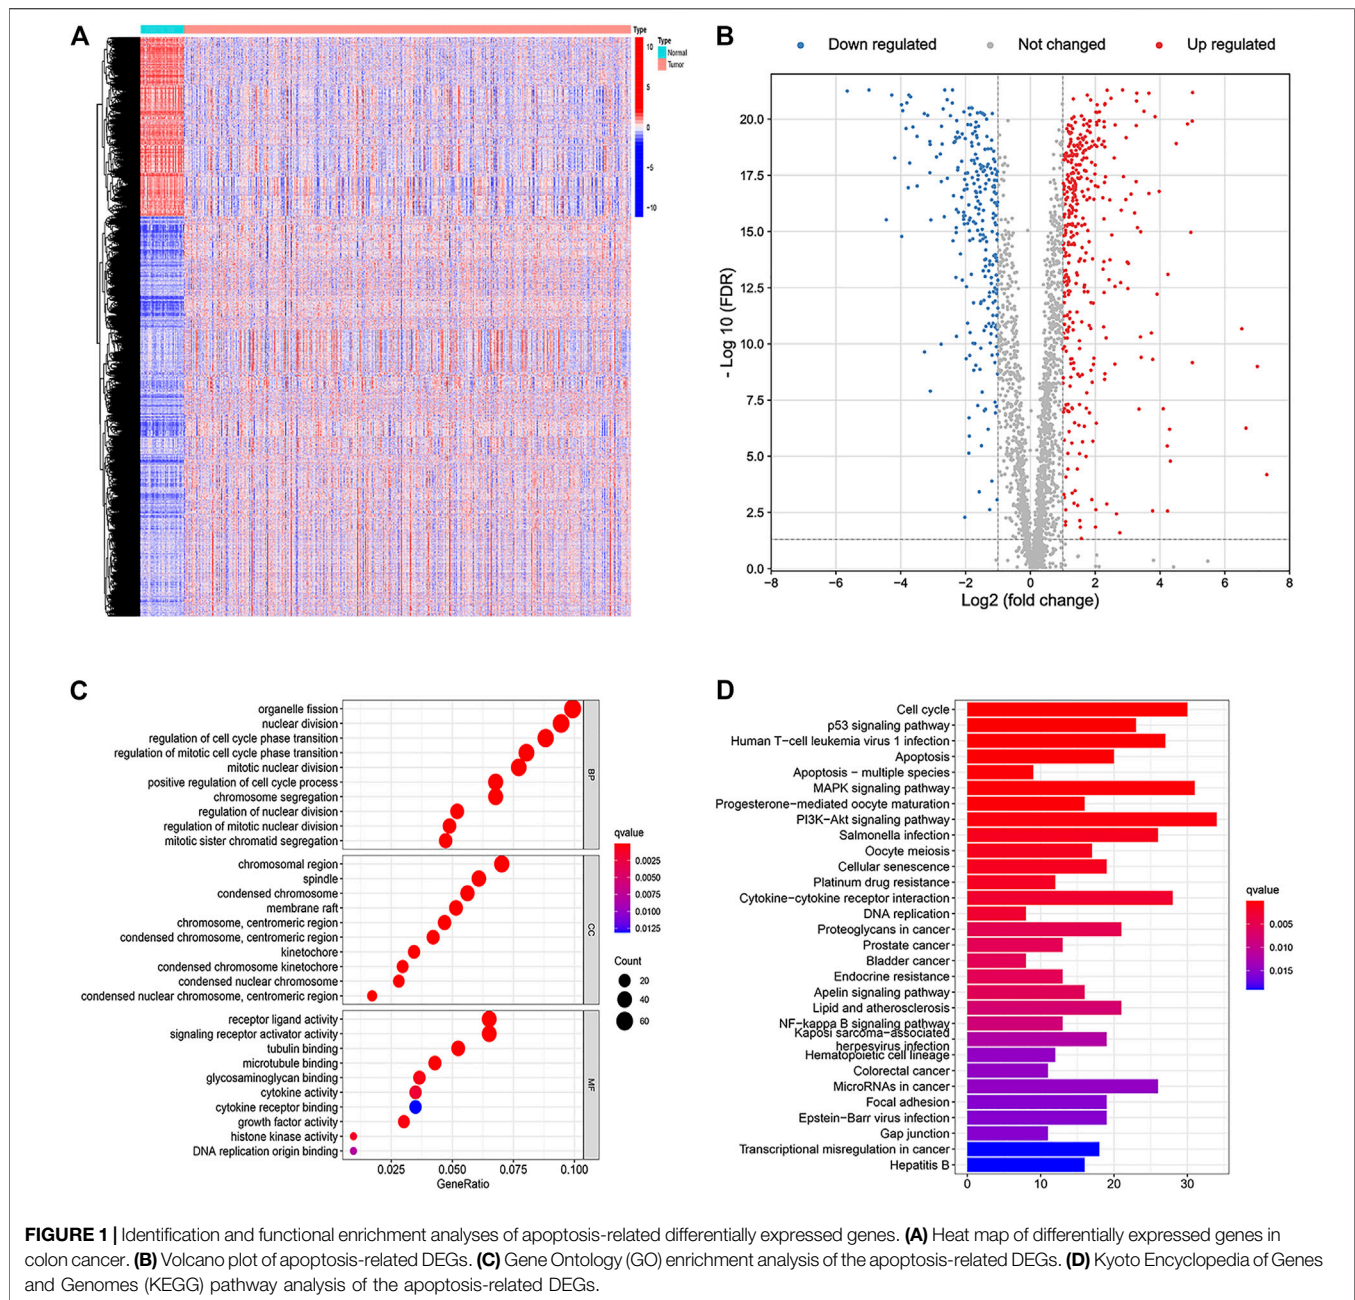 A
Type
10
5
0
−5
−10
Type
Normal
Tumor
B
Down regulated
Not changed
Up regulated
20.0
17.5
15.0
12.5
10.0
7.5
5.0
2.5
0.0
- Log 10 (FDR)
−8
−6
−4
−2
0
2
4
6
8
Log2 (fold change)
C
organelle fission
nuclear division
regulation of cell cycle phase transition
regulation of mitotic cell cycle phase transition
mitotic nuclear division
positive regulation of cell cycle process
chromosome segregation
regulation of nuclear division
regulation of mitotic nuclear division
mitotic sister chromatid segregation
BP
chromosomal region
spindle
condensed chromosome
membrane raft
chromosome, centromeric region
condensed chromosome, centromeric region
kinetochore
condensed chromosome kinetochore
condensed nuclear chromosome
condensed nuclear chromosome, centromeric region
CC
receptor ligand activity
signaling receptor activator activity
tubulin binding
microtubule binding
glycosaminoglycan binding
cytokine activity
cytokine receptor binding
growth factor activity
histone kinase activity
DNA replication origin binding
MF
0.025
0.050
0.075
0.100
GeneRatio
qvalue
0.0025
0.0050
0.0075
0.0100
0.0125
Count
20
40
60
D
Cell cycle
p53 signaling pathway
Human T−cell leukemia virus 1 infection
Apoptosis
Apoptosis − multiple species
MAPK signaling pathway
Progesterone−mediated oocyte maturation
PI3K−Akt signaling pathway
Salmonella infection
Oocyte meiosis
Cellular senescence
Platinum drug resistance
Cytokine−cytokine receptor interaction
DNA replication
Proteoglycans in cancer
Prostate cancer
Bladder cancer
Endocrine resistance
Apelin signaling pathway
Lipid and atherosclerosis
NF−kappa B signaling pathway
Kaposi sarcoma−associated
herpesvirus infection
Hematopoietic cell lineage
Colorectal cancer
MicroRNAs in cancer
Focal adhesion
Epstein−Barr virus infection
Gap junction
Transcriptional misregulation in cancer
Hepatitis B
0
10
20
30
qvalue
0.005
0.010
0.015
FIGURE 1 | Identification and functional enrichment analyses of apoptosis-related differentially expressed genes. (A) Heat map of differentially expressed genes in
colon cancer. (B) Volcano plot of apoptosis-related DEGs. (C) Gene Ontology (GO) enrichment analysis of the apoptosis-related DEGs. (D) Kyoto Encyclopedia of Genes
and Genomes (KEGG) pathway analysis of the apoptosis-related DEGs.